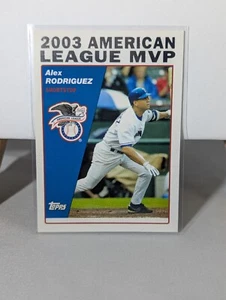 2003 AMERICAN
LEAGUE MVP
Alex
RODRIGUEZ
SHORTSTOP
Topps